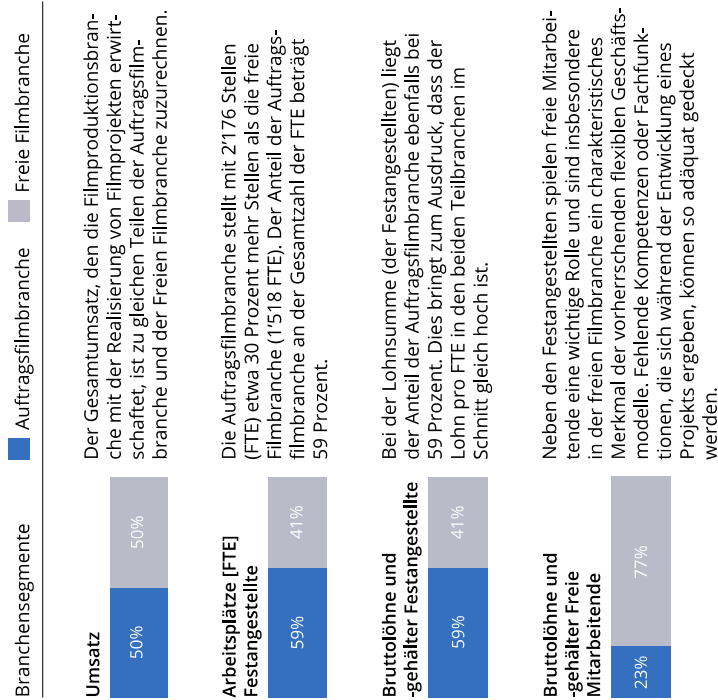 Branchensegmente
Auftragsfilmbranche
Freie Filmbranche
Umsatz
50%
50%
Der Gesamtumsatz, den die Filmproduktionsbran-
che mit der Realisierung von Filmprojekten erwirt-
schaftet, ist zu gleichen Teilen der Auftragsfilm-
branche und der Freien Filmbranche zuzurechnen.
Arbeitsplätze [FTE]
Festangestellte
59%
41%
Die Auftragsfilmbranche stellt mit 2’176 Stellen
(FTE) etwa 30 Prozent mehr Stellen als die freie
Filmbranche (1’518 FTE). Der Anteil der Auftrags-
filmbranche an der Gesamtzahl der FTE beträgt
59 Prozent.
Bruttolöhne und
-gehälter Festangestellte
59%
41%
Bei der Lohnsumme (der Festangestellten) liegt
der Anteil der Auftragsfilmbranche ebenfalls bei
59 Prozent. Dies bringt zum Ausdruck, dass der
Lohn pro FTE in den beiden Teilbranchen im
Schnitt gleich hoch ist.
Bruttolöhne und
-gehälter Freie
Mitarbeitende
23%
77%
Neben den Festangestellten spielen freie Mitarbei-
tende eine wichtige Rolle und sind insbesondere
in der freien Filmbranche ein charakteristisches
Merkmal der vorherrschenden flexiblen Geschäfts-
modelle. Fehlende Kompetenzen oder Fachfunk-
tionen, die sich während der Entwicklung eines
Projekts ergeben, können so adäquat gedeckt
werden.